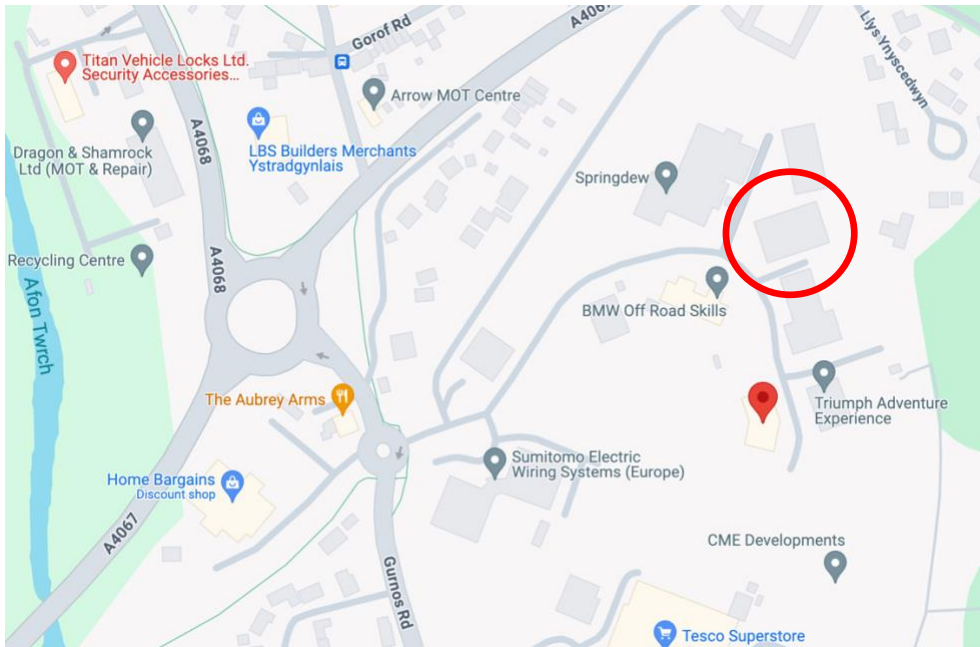 A4067
Gorof Rd
Llys Ynyscedwyn
Titan Vehicle Locks Ltd.
Security Accessories...
Arrow MOT Centre
A4068
LBS Builders Merchants
Ystradgynlais
Dragon & Shamrock
Ltd (MOT & Repair)
Springdew
Recycling Centre
A4068
Afon Twrch
BMW Off Road Skills
The Aubrey Arms
Triumph Adventure
Experience
Sumitomo Electric
Wiring Systems (Europe)
Home Bargains
Discount shop
A4067
Gurnos Rd
CME Developments
Tesco Superstore